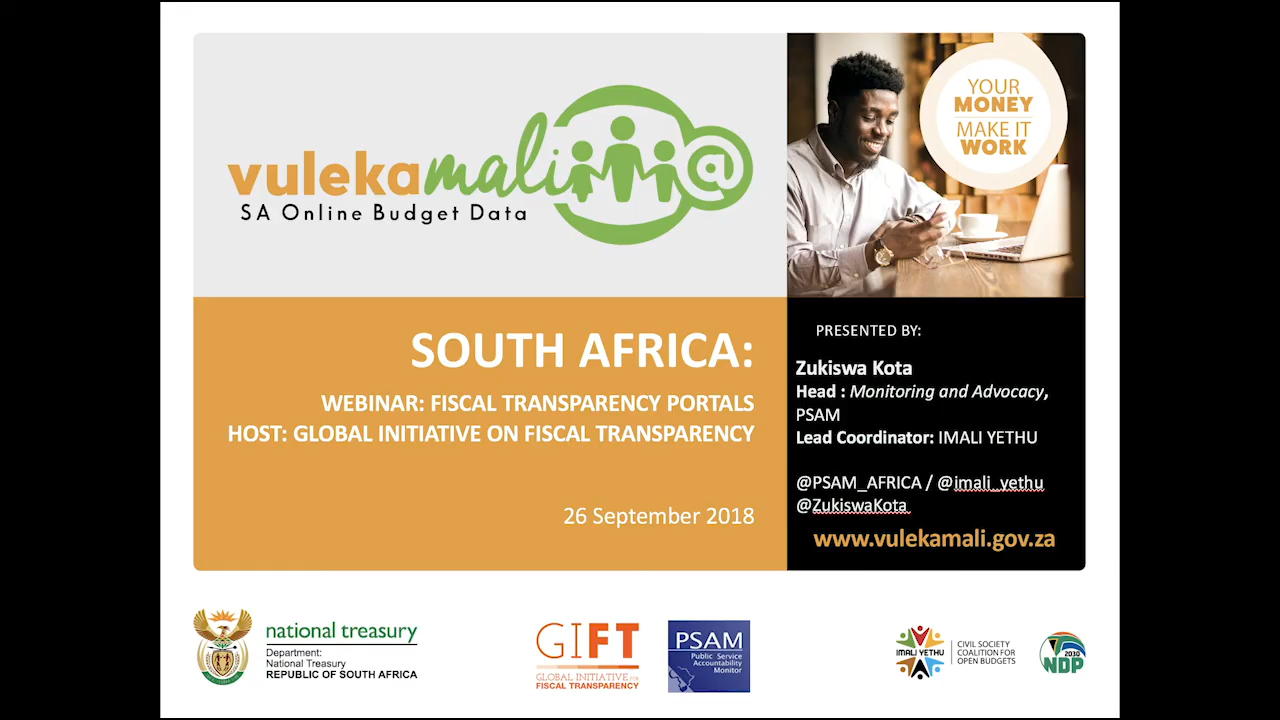 vulekamali@
SA Online Budget Data
YOUR
MONEY
MAKE IT
WORK
SOUTH AFRICA:
WEBINAR: FISCAL TRANSPARENCY PORTALS
HOST: GLOBAL INITIATIVE ON FISCAL TRANSPARENCY
26 September 2018
PRESENTED BY:
Zukiswa Kota
Head : Monitoring and Advocacy,
PSAM
Lead Coordinator: IMALI YETHU
@PSAM_AFRICA / @imali_yethu
@ZukiswaKota
www.vulekamali.gov.za
national treasury
Department:
National Treasury
REPUBLIC OF SOUTH AFRICA
GIFT
GLOBAL INITIATIVE FOR
FISCAL TRANSPARENCY
PSAM
Public Service
Accountability
Monitor
IMALI YETHU
CIVIL SOCIETY
COALITION FOR
OPEN BUDGETS
2030
NDP